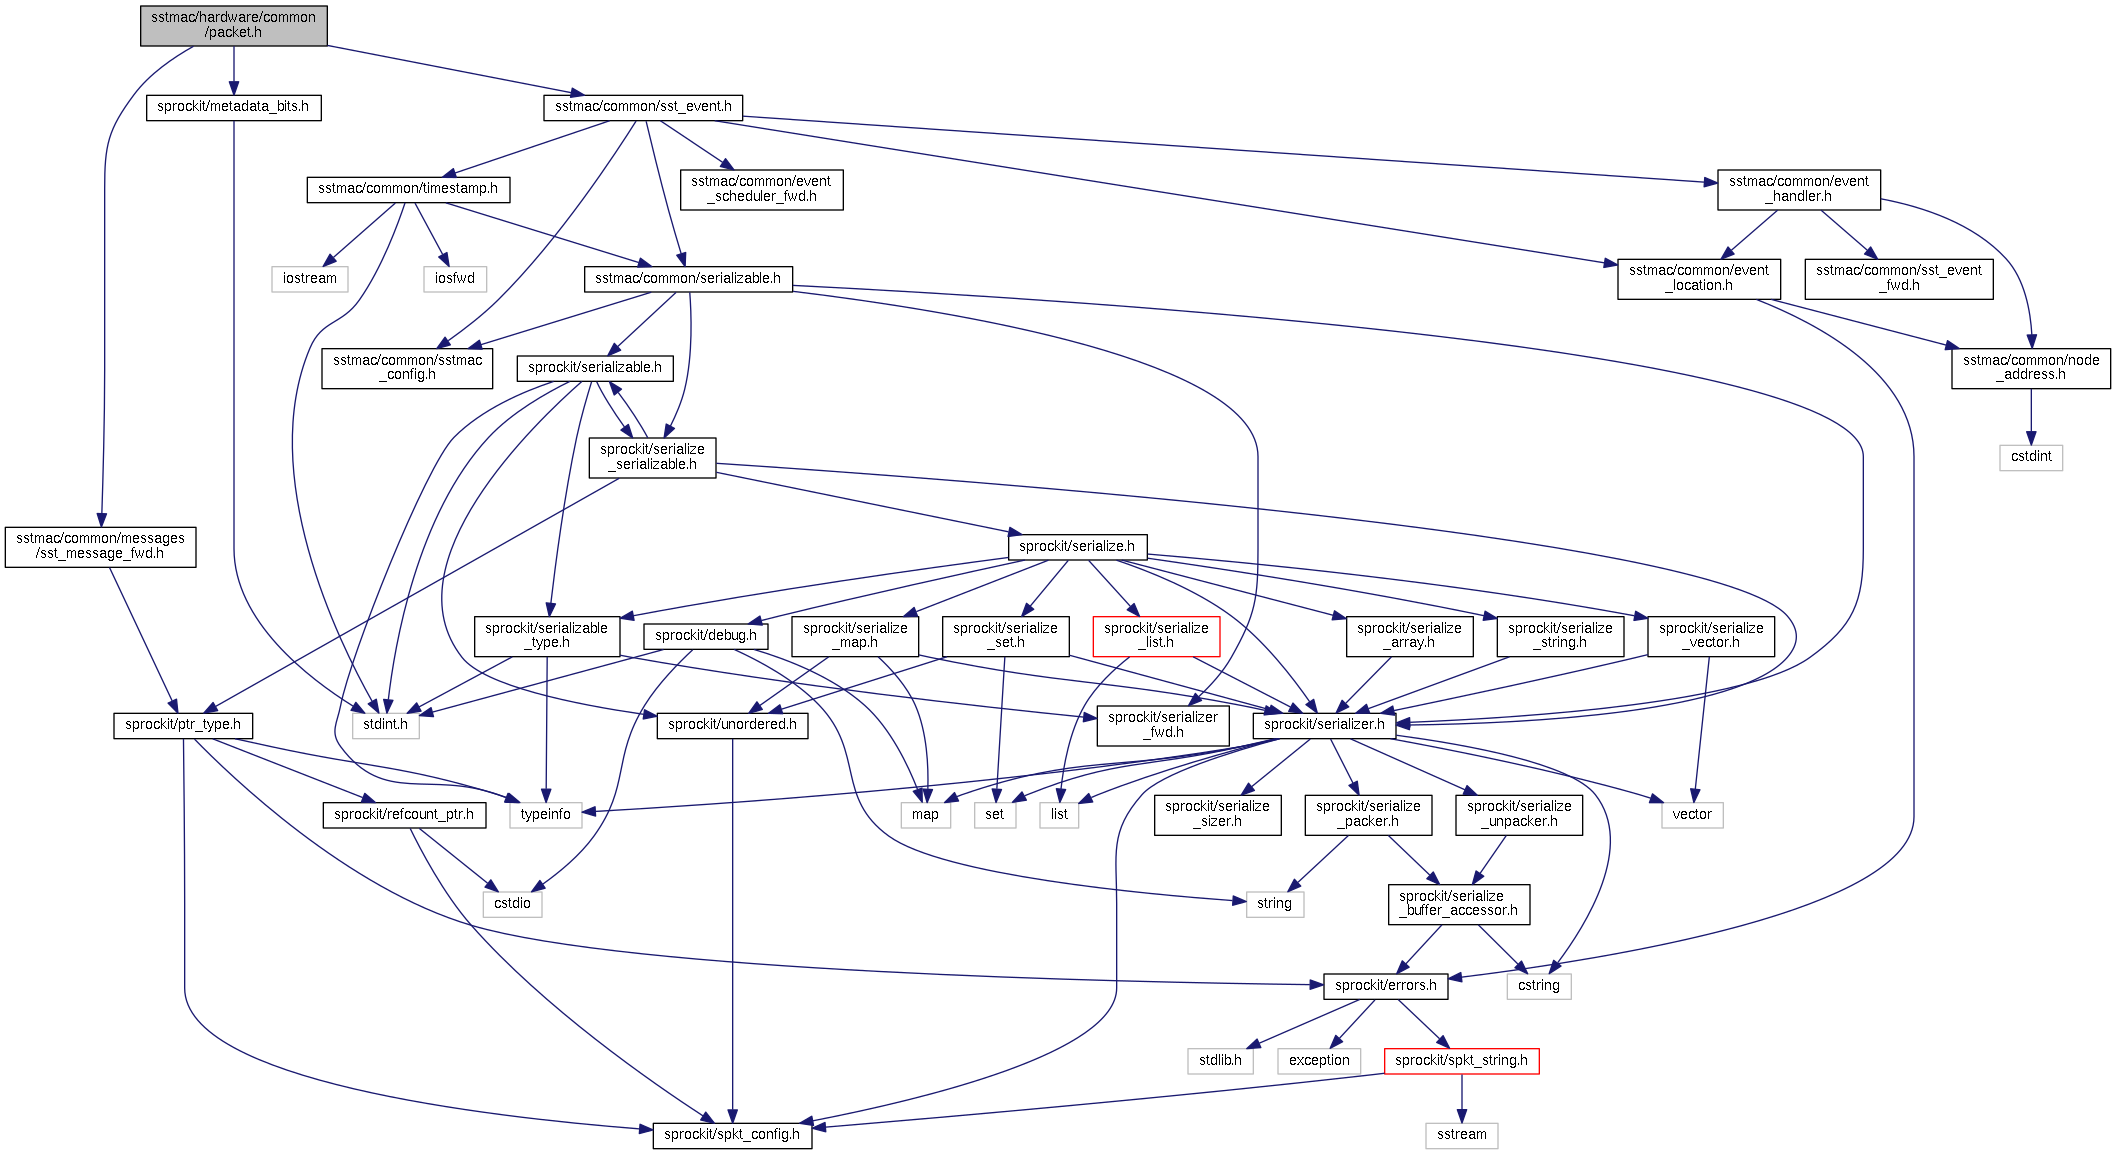 sstmac/hardware/common
/packet.h
sprockit/metadata_bits.h
sstmac/common/sst_event.h
sstmac/common/timestamp.h
sstmac/common/event
_scheduler_fwd.h
sstmac/common/event
_handler.h
iostream
iosfwd
sstmac/common/serializable.h
sstmac/common/event
_location.h
sstmac/common/sst_event
_fwd.h
sstmac/common/sstmac
_config.h
sprockit/serializable.h
sstmac/common/node
_address.h
sprockit/serialize
_serializable.h
cstdint
sstmac/common/messages
/sst_message_fwd.h
sprockit/serialize.h
sprockit/serializable
_type.h
sprockit/debug.h
sprockit/serialize
_map.h
sprockit/serialize
_set.h
sprockit/serialize
_list.h
sprockit/serialize
_array.h
sprockit/serialize
_string.h
sprockit/serialize
_vector.h
sprockit/ptr_type.h
stdint.h
sprockit/unordered.h
sprockit/serializer
_fwd.h
sprockit/serializer.h
sprockit/refcount_ptr.h
typeinfo
map
set
list
sprockit/serialize
_sizer.h
sprockit/serialize
_packer.h
sprockit/serialize
_unpacker.h
vector
cstdio
string
sprockit/serialize
_buffer_accessor.h
sprockit/errors.h
cstring
stdlib.h
exception
sprockit/spkt_string.h
sprockit/spkt_config.h
sstream